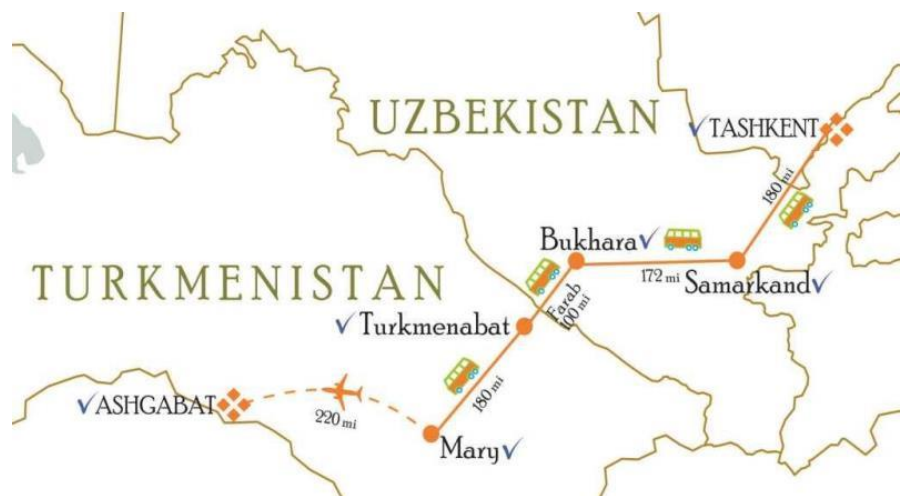 UZBEKISTAN
TASHKENT
180 mi
Bukhara
172 mi
Samarkand
TURKMENISTAN
Farab
100 mi
Turkmenabat
180 mi
ASHGABAT
220 mi
Mary